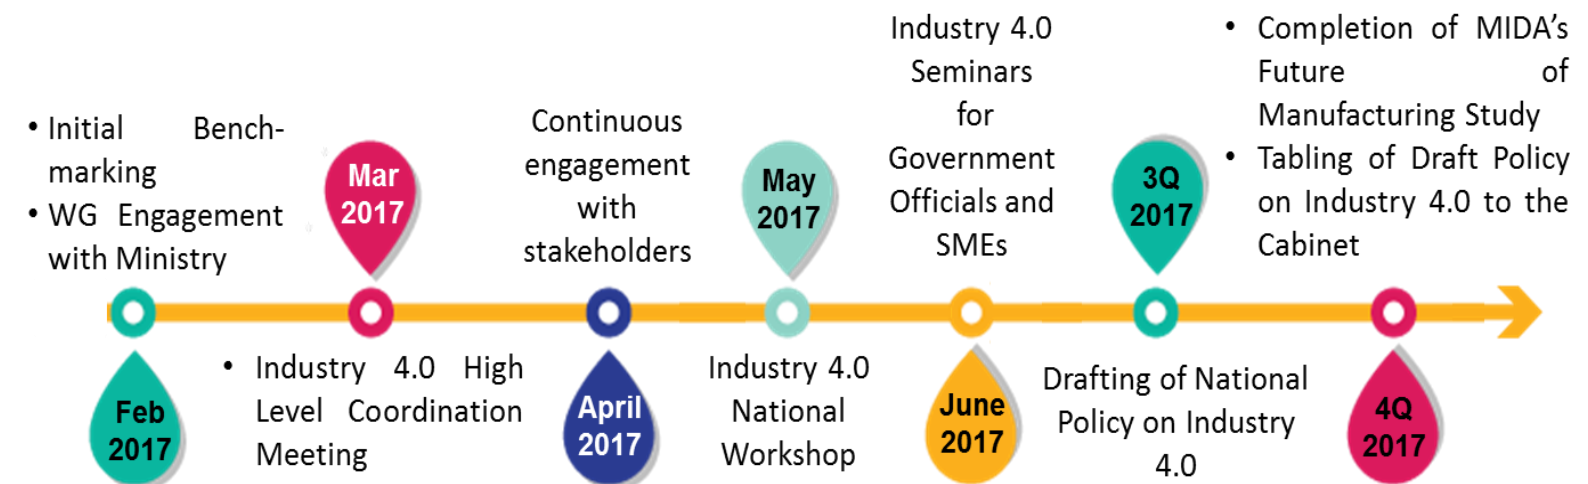 • Initial Bench-
marking
• WG Engagement
with Ministry
Feb
2017
Mar
2017
• Industry 4.0 High
Level Coordination
Meeting
Continuous
engagement
with
stakeholders
April
2017
May
2017
Industry 4.0
National
Workshop
Industry 4.0
Seminars
for
Government
Officials and
SMEs
June
2017
3Q
2017
Drafting of National
Policy on Industry
4.0
• Completion of MIDA’s
Future of
Manufacturing Study
• Tabling of Draft Policy
on Industry 4.0 to the
Cabinet
4Q
2017